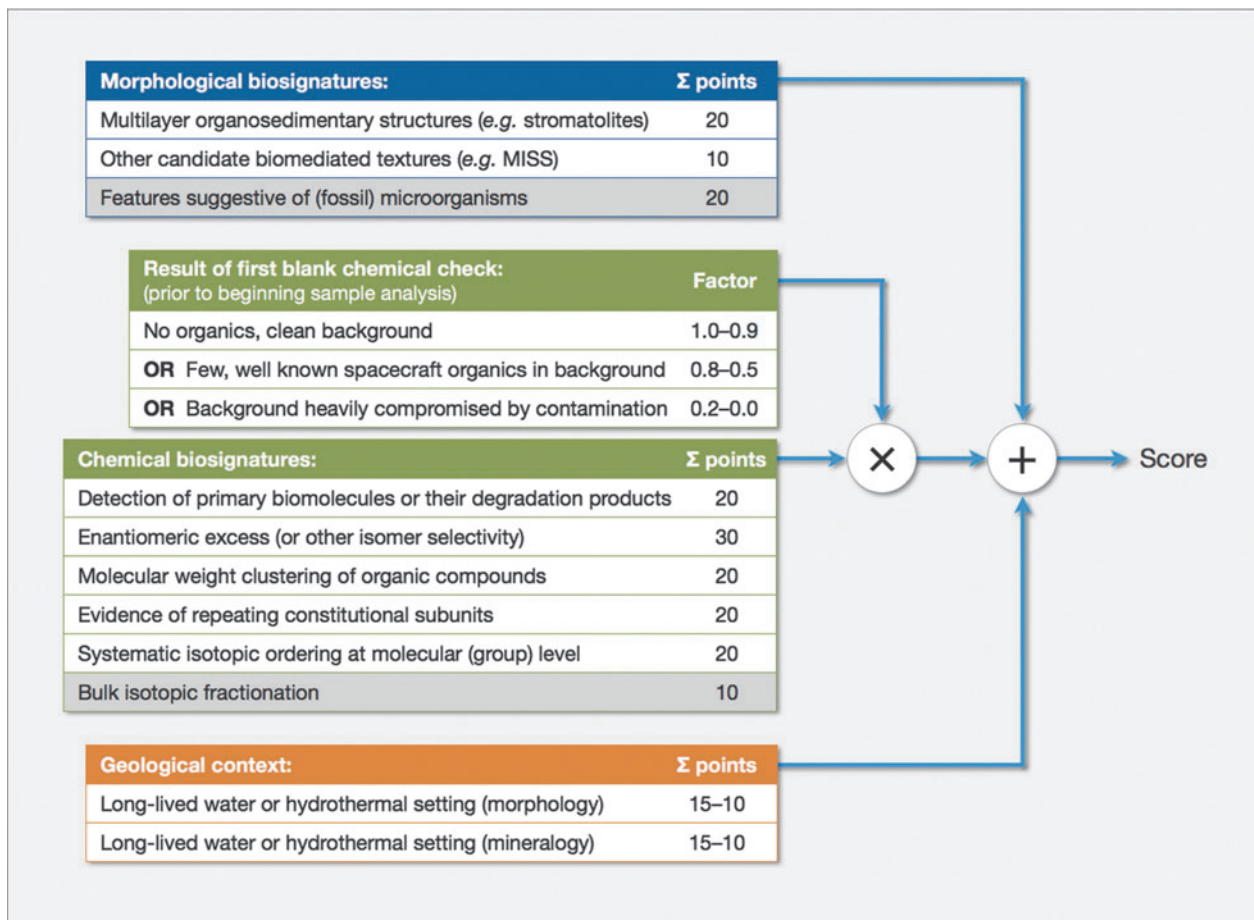 Morphological biosignatures: Σ points
Multilayer organosedimentary structures (e.g. stromatolites) 20
Other candidate biomediated textures (e.g. MISS) 10
Features suggestive of (fossil) microorganisms 20
Result of first blank chemical check: Factor
(prior to beginning sample analysis)
No organics, clean background 1.0–0.9
OR Few, well known spacecraft organics in background 0.8–0.5
OR Background heavily compromised by contamination 0.2–0.0
Chemical biosignatures: Σ points
Detection of primary biomolecules or their degradation products 20
Enantiomeric excess (or other isomer selectivity) 30
Molecular weight clustering of organic compounds 20
Evidence of repeating constitutional subunits 20
Systematic isotopic ordering at molecular (group) level 20
Bulk isotopic fractionation 10
× + Score
Geological context: Σ points
Long-lived water or hydrothermal setting (morphology) 15–10
Long-lived water or hydrothermal setting (mineralogy) 15–10